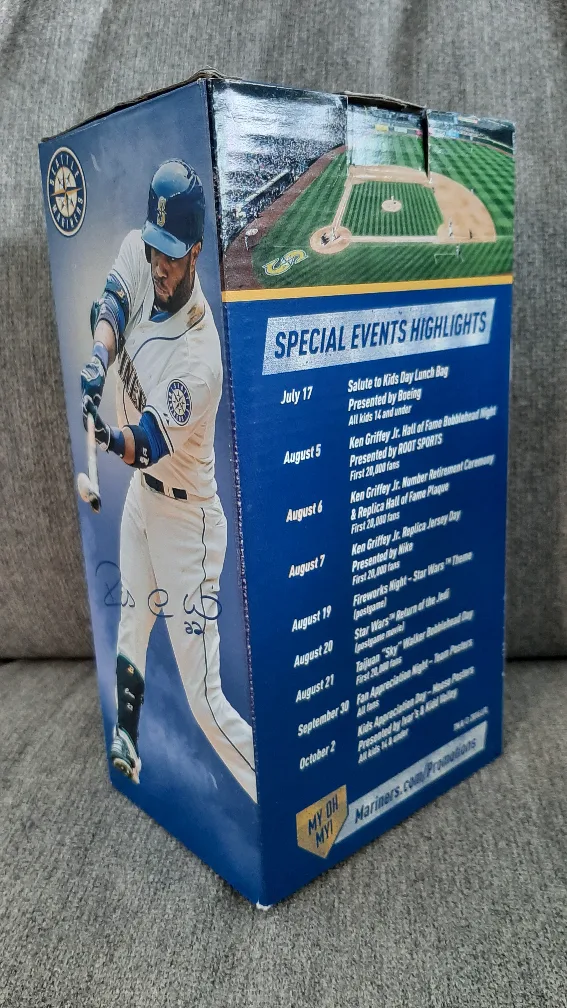 SEATTLE
MARINERS
SPECIAL EVENTS HIGHLIGHTS
July 17 Salute to Kids Day Lunch Bag
Presented by Boeing
All kids 14 and under
August 5 Ken Griffey Jr. Hall of Fame Bobblehead Night
Presented by ROOT SPORTS
First 20,000 fans
August 6 Ken Griffey Jr. Number Retirement Ceremony
& Replica Hall of Fame Plaque
First 20,000 fans
August 7 Ken Griffey Jr. Replica Jersey Day
Presented by Nike
First 20,000 fans
August 19 Fireworks Night – Star Wars™ Theme
(postgame)
August 20 Star Wars™ Return of the Jedi
(postgame movie)
August 21 Taijuan "Sky" Walker Bobblehead Day
First 20,000 fans
September 30 Fan Appreciation Night – Team Posters
All fans
October 2 Kids Appreciation Day – Moose Posters
Presented by Ivar's & Kidd Valley
All kids 14 & under
MY OH
MY!
Mariners.com/Promotions